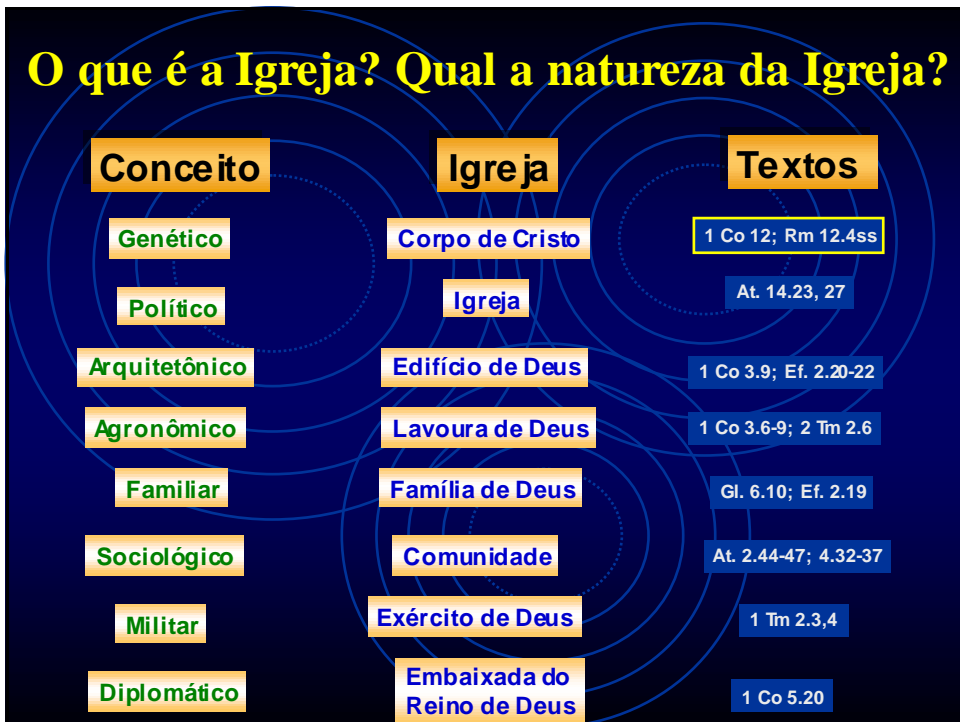 O que é a Igreja? Qual a natureza da Igreja?
Conceito Igreja Textos
Genético Corpo de Cristo 1 Co 12; Rm 12.4ss
Político Igreja At. 14.23, 27
Arquitetônico Edifício de Deus 1 Co 3.9; Ef. 2.20-22
Agronômico Lavoura de Deus 1 Co 3.6-9; 2 Tm 2.6
Familiar Família de Deus Gl. 6.10; Ef. 2.19
Sociológico Comunidade At. 2.44-47; 4.32-37
Militar Exército de Deus 1 Tm 2.3,4
Diplomático Embaixada do
Reino de Deus 1 Co 5.20